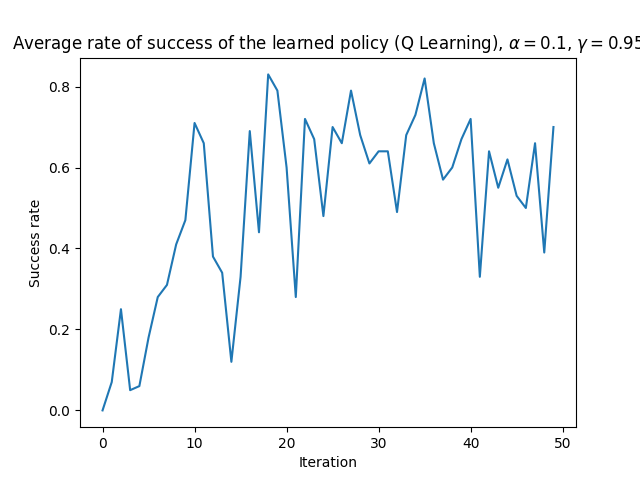 Average rate of success of the learned policy (Q Learning), α = 0.1, γ = 0.95
0.8
0.6
0.4
0.2
0.0
Success rate
0 10 20 30 40 50
Iteration